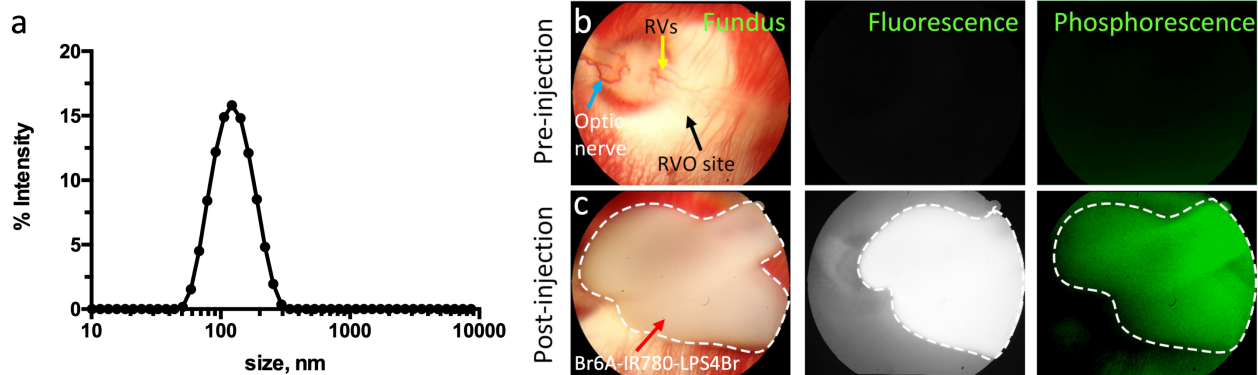 a
20
15
10
5
0
% Intensity
10
100
1000
10000
size, nm
Pre-injection
b
Fundus
RVs
Optic
nerve
RVO site
Fluorescence
Phosphorescence
Post-injection
c
Br6A-IR780-LPS4Br